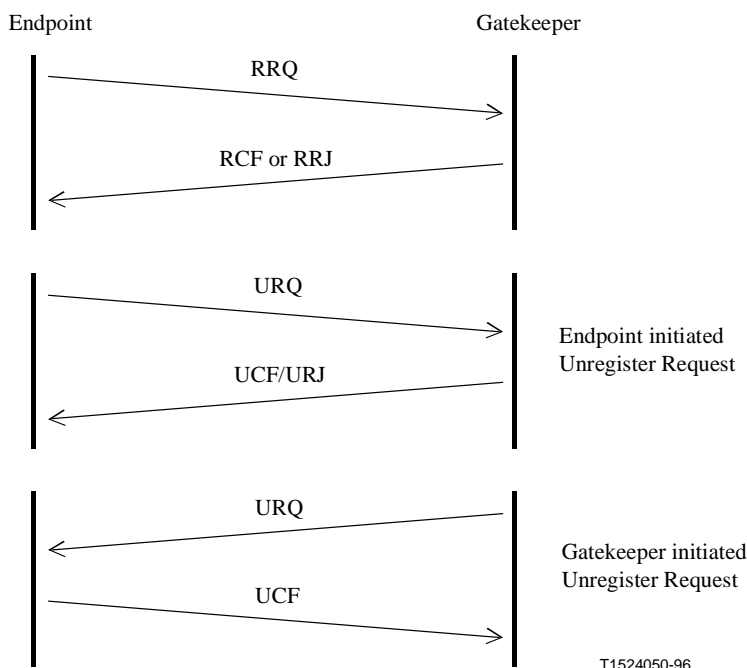 Endpoint
Gatekeeper
RRQ
RCF or RRJ
URQ
Endpoint initiated
Unregister Request
UCF/URJ
URQ
Gatekeeper initiated
Unregister Request
UCF
T1524050-96